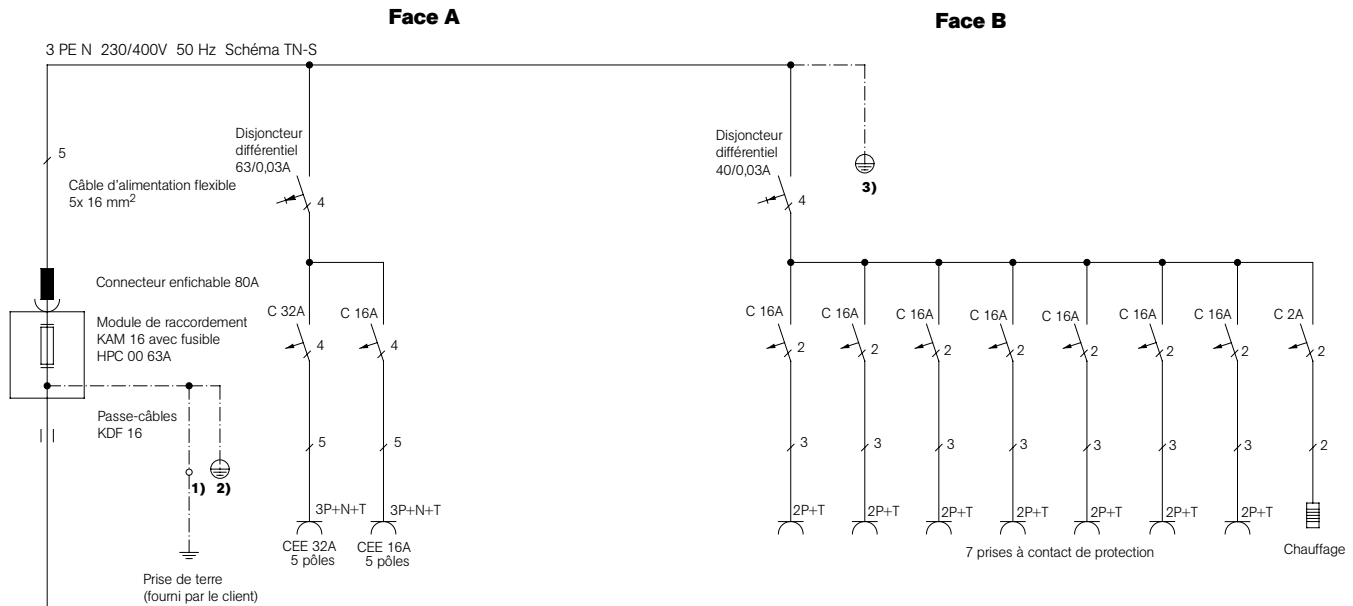 Face A
Face B
3 PE N 230/400V 50 Hz Schéma TN-S
5
Câble d'alimentation flexible
5x 16 mm²
Connecteur enfichable 80A
Module de raccordement
KAM 16 avec fusible
HPC 00 63A
Passe-câbles
KDF 16
1)
2)
Prise de terre
(fourni par le client)
Disjoncteur
différentiel
63/0,03A
4
C 32A
C 16A
4
4
5
5
3P+N+T
3P+N+T
CEE 32A
5 pôles
CEE 16A
5 pôles
Disjoncteur
différentiel
40/0,03A
4
3)
C 16A
C 16A
C 16A
C 16A
C 16A
C 16A
C 16A
C 2A
2
2
2
2
2
2
2
2
3
3
3
3
3
3
3
2
2P+T
2P+T
2P+T
2P+T
2P+T
2P+T
2P+T
7 prises à contact de protection
Chauffage